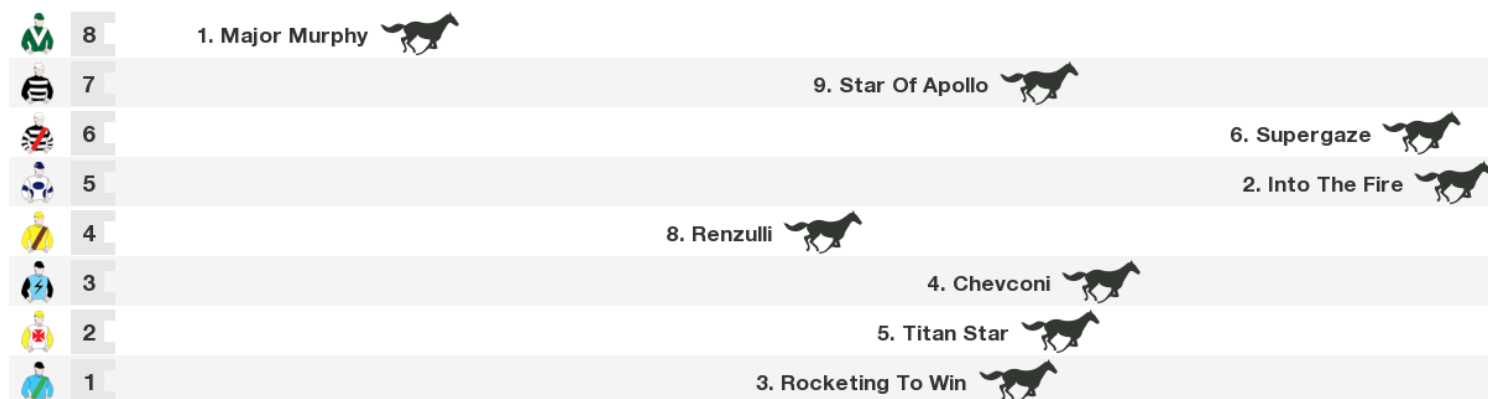 8 1. Major Murphy
7 9. Star Of Apollo
6 6. Supergaze
5 2. Into The Fire
4 8. Renzulli
3 4. Chevconi
2 5. Titan Star
1 3. Rocketing To Win